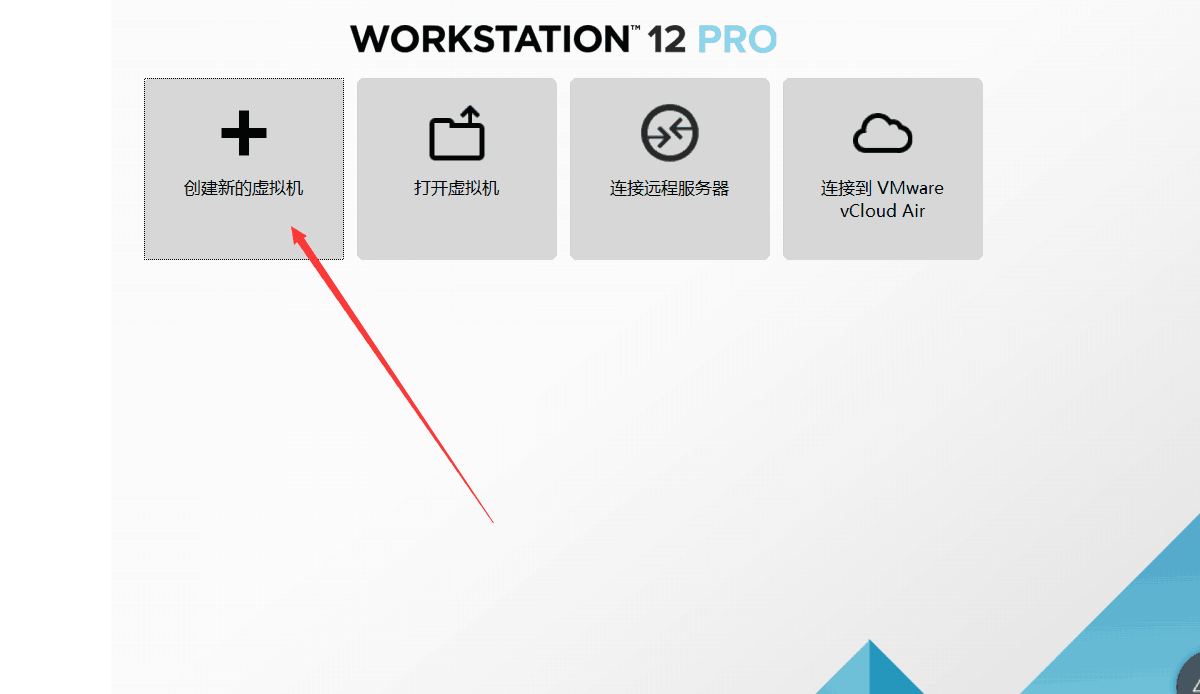 WORKSTATION™ 12 PRO
创建新的虚拟机
打开虚拟机
连接远程服务器
连接到 VMware
vCloud Air